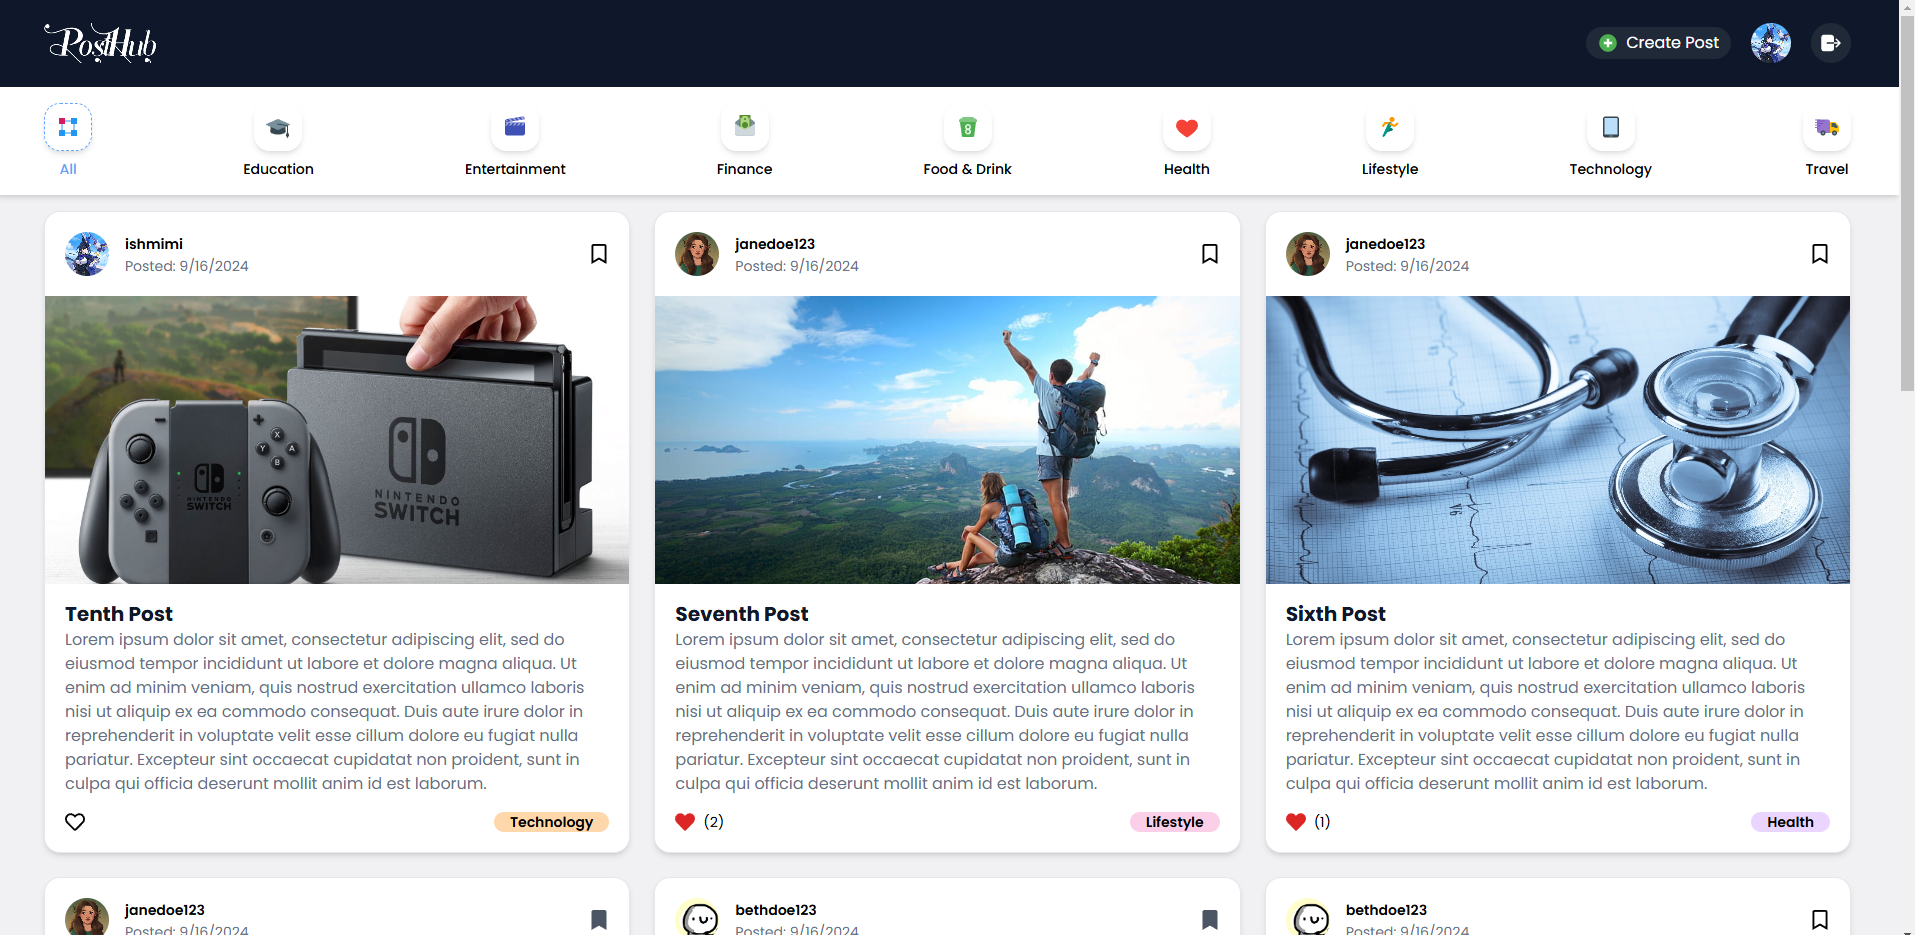 PostHub
Create Post
All
Education
Entertainment
Finance
Food & Drink
Health
Lifestyle
Technology
Travel
ishmimi
Posted: 9/16/2024
NINTENDO
SWITCH
X
Y
A
B
NINTENDO
SWITCH
Tenth Post
Lorem ipsum dolor sit amet, consectetur adipiscing elit, sed do
eiusmod tempor incididunt ut labore et dolore magna aliqua. Ut
enim ad minim veniam, quis nostrud exercitation ullamco laboris
nisi ut aliquip ex ea commodo consequat. Duis aute irure dolor in
reprehenderit in voluptate velit esse cillum dolore eu fugiat nulla
pariatur. Excepteur sint occaecat cupidatat non proident, sunt in
culpa qui officia deserunt mollit anim id est laborum.
Technology
janedoe123
Posted: 9/16/2024
Seventh Post
Lorem ipsum dolor sit amet, consectetur adipiscing elit, sed do
eiusmod tempor incididunt ut labore et dolore magna aliqua. Ut
enim ad minim veniam, quis nostrud exercitation ullamco laboris
nisi ut aliquip ex ea commodo consequat. Duis aute irure dolor in
reprehenderit in voluptate velit esse cillum dolore eu fugiat nulla
pariatur. Excepteur sint occaecat cupidatat non proident, sunt in
culpa qui officia deserunt mollit anim id est laborum.
(2)
Lifestyle
janedoe123
Posted: 9/16/2024
V6
Sixth Post
Lorem ipsum dolor sit amet, consectetur adipiscing elit, sed do
eiusmod tempor incididunt ut labore et dolore magna aliqua. Ut
enim ad minim veniam, quis nostrud exercitation ullamco laboris
nisi ut aliquip ex ea commodo consequat. Duis aute irure dolor in
reprehenderit in voluptate velit esse cillum dolore eu fugiat nulla
pariatur. Excepteur sint occaecat cupidatat non proident, sunt in
culpa qui officia deserunt mollit anim id est laborum.
(1)
Health
janedoe123
Posted: 9/16/2024
bethdoe123
Posted: 9/16/2024
bethdoe123
Posted: 9/16/2024